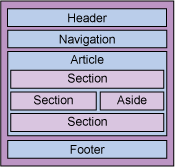 Header
Navigation
Article
Section
Section Aside
Section
Footer